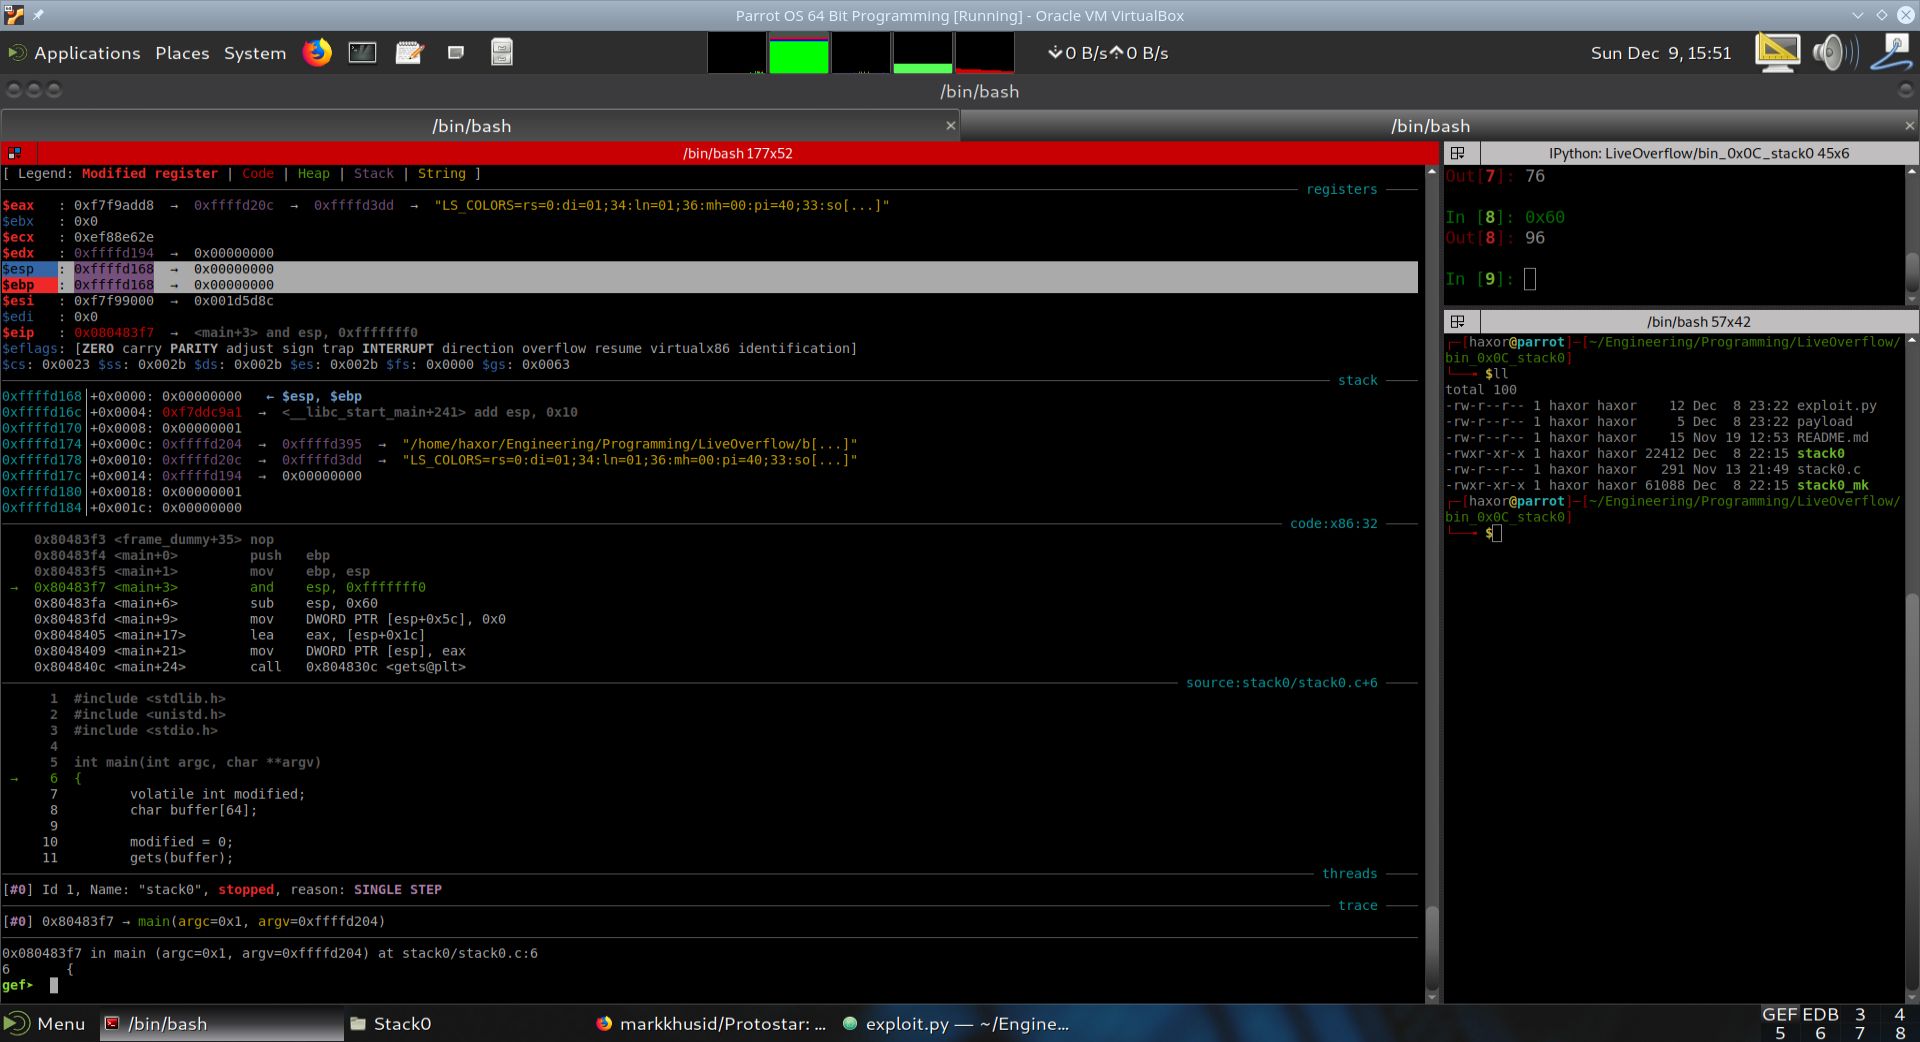 Parrot OS 64 Bit Programming [Running] - Oracle VM VirtualBox
Applications Places System 0 B/s 0 B/s Sun Dec 9, 15:51
/bin/bash
/bin/bash × /bin/bash ×
/bin/bash 177x52
[ Legend: Modified register | Code | Heap | Stack | String ]
registers
$eax : 0xf7f9add8 → 0xffffd20c → 0xffffd3dd → "LS_COLORS=rs=0:di=01;34:ln=01;36:mh=00:pi=40;33:so[...]"
$ebx : 0x0
$ecx : 0xef88e62e
$edx : 0xffffd194 → 0x00000000
$esp : 0xffffd168 → 0x00000000
$ebp : 0xffffd168 → 0x00000000
$esi : 0xf7f99000 → 0x001d5d8c
$edi : 0x0
$eip : 0x080483f7 → <main+3> and esp, 0xfffffff0
$eflags: [ZERO carry PARITY adjust sign trap INTERRUPT direction overflow resume virtualx86 identification]
$cs: 0x0023 $ss: 0x002b $ds: 0x002b $es: 0x002b $fs: 0x0000 $gs: 0x0063
stack
0xffffd168│+0x0000: 0x00000000 ← $esp, $ebp
0xffffd16c│+0x0004: 0xf7ddc9a1 → <__libc_start_main+241> add esp, 0x10
0xffffd170│+0x0008: 0x00000001
0xffffd174│+0x000c: 0xffffd204 → 0xffffd395 → "/home/haxor/Engineering/Programming/LiveOverflow/b[...]"
0xffffd178│+0x0010: 0xffffd20c → 0xffffd3dd → "LS_COLORS=rs=0:di=01;34:ln=01;36:mh=00:pi=40;33:so[...]"
0xffffd17c│+0x0014: 0xffffd194 → 0x00000000
0xffffd180│+0x0018: 0x00000001
0xffffd184│+0x001c: 0x00000000
code:x86:32
0x80483f3 <frame_dummy+35> nop
0x80483f4 <main+0> push ebp
0x80483f5 <main+1> mov ebp, esp
→ 0x80483f7 <main+3> and esp, 0xfffffff0
0x80483fa <main+6> sub esp, 0x60
0x80483fd <main+9> mov DWORD PTR [esp+0x5c], 0x0
0x8048405 <main+17> lea eax, [esp+0x1c]
0x8048409 <main+21> mov DWORD PTR [esp], eax
0x804840c <main+24> call 0x804830c <gets@plt>
source:stack0/stack0.c+6
1 #include <stdlib.h>
2 #include <unistd.h>
3 #include <stdio.h>
4
5 int main(int argc, char **argv)
→ 6 {
7 volatile int modified;
8 char buffer[64];
9
10 modified = 0;
11 gets(buffer);
threads
[#0] Id 1, Name: "stack0", stopped, reason: SINGLE STEP
trace
[#0] 0x80483f7 → main(argc=0x1, argv=0xffffd204)
0x080483f7 in main (argc=0x1, argv=0xffffd204) at stack0/stack0.c:6
6 {
gef➤
IPython: LiveOverflow/bin_0x0C_stack0 45x6
Out[7]: 76
In [8]: 0x60
Out[8]: 96
In [9]:
/bin/bash 57x42
┌─[haxor@parrot]─[~/Engineering/Programming/LiveOverflow/
bin_0x0C_stack0]
└──╼ $ll
total 100
-rw-r--r-- 1 haxor haxor 12 Dec 8 23:22 exploit.py
-rw-r--r-- 1 haxor haxor 5 Dec 8 23:22 payload
-rw-r--r-- 1 haxor haxor 15 Nov 19 12:53 README.md
-rwxr-xr-x 1 haxor haxor 22412 Dec 8 22:15 stack0
-rw-r--r-- 1 haxor haxor 291 Nov 13 21:49 stack0.c
-rwxr-xr-x 1 haxor haxor 61088 Dec 8 22:15 stack0_mk
┌─[haxor@parrot]─[~/Engineering/Programming/LiveOverflow/
bin_0x0C_stack0]
└──╼ $
Menu /bin/bash Stack0 markkhusid/Protostar: ... exploit.py — ~/Engine...
GEF EDB 3 4
5 6 7 8